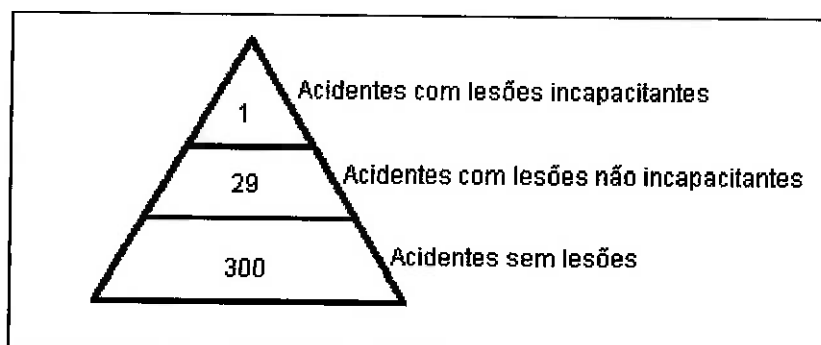 Acidentes com lesões incapacitantes
1
Acidentes com lesões não incapacitantes
29
Acidentes sem lesões
300